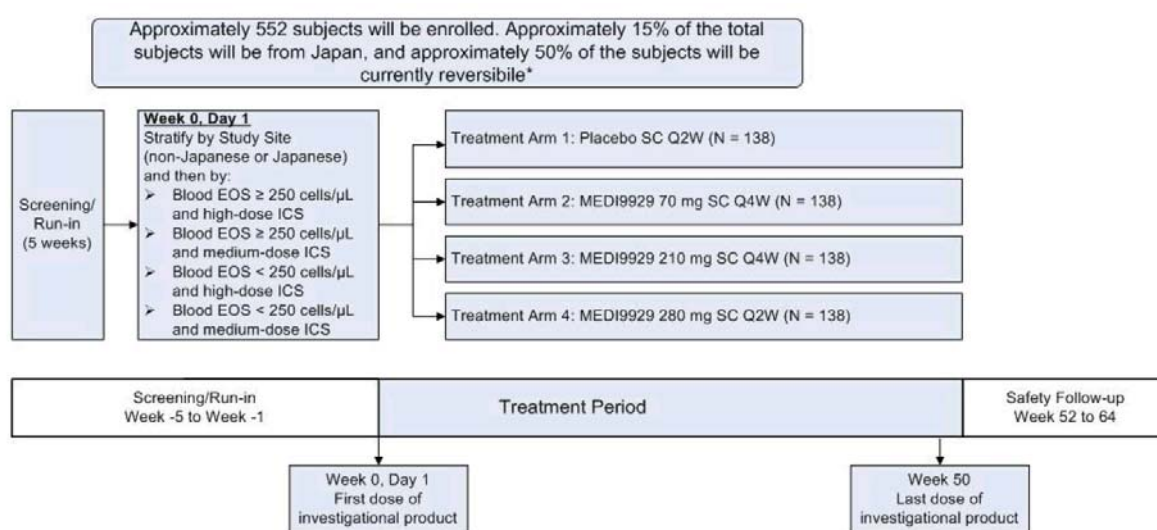 Approximately 552 subjects will be enrolled. Approximately 15% of the total
subjects will be from Japan, and approximately 50% of the subjects will be
currently reversibile*
Screening/
Run-in
(5 weeks)
Week 0, Day 1
Stratify by Study Site
(non-Japanese or Japanese)
and then by:
➢ Blood EOS ≥ 250 cells/µL
and high-dose ICS
➢ Blood EOS ≥ 250 cells/µL
and medium-dose ICS
➢ Blood EOS < 250 cells/µL
and high-dose ICS
➢ Blood EOS < 250 cells/µL
and medium-dose ICS
Treatment Arm 1: Placebo SC Q2W (N = 138)
Treatment Arm 2: MEDI9929 70 mg SC Q4W (N = 138)
Treatment Arm 3: MEDI9929 210 mg SC Q4W (N = 138)
Treatment Arm 4: MEDI9929 280 mg SC Q2W (N = 138)
Screening/Run-in
Week -5 to Week -1
Treatment Period
Safety Follow-up
Week 52 to 64
Week 0, Day 1
First dose of
investigational product
Week 50
Last dose of
investigational product